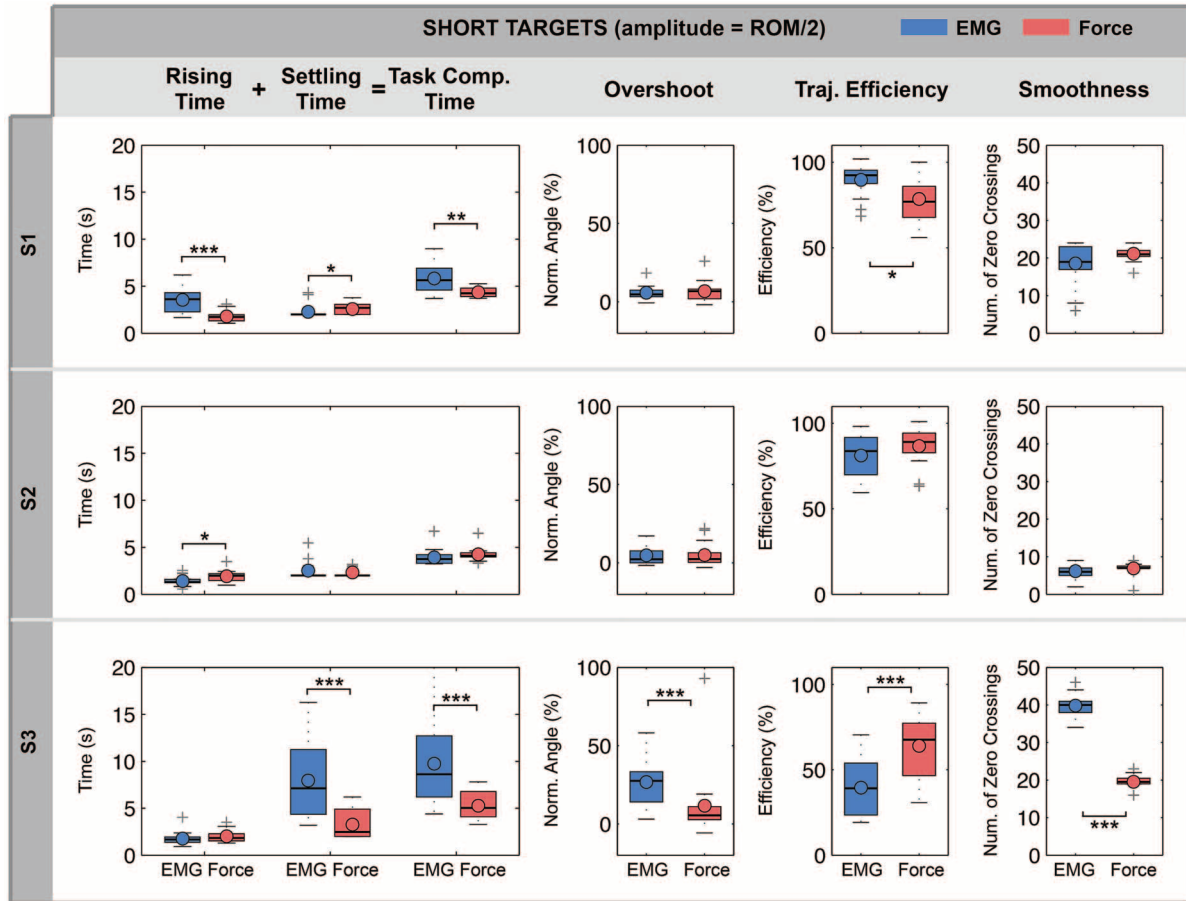 SHORT TARGETS (amplitude = ROM/2) EMG Force
Rising Time + Settling Time = Task Comp. Time Overshoot Traj. Efficiency Smoothness
S1
Time (s)
20
15
10
5
0
***
*
**
Norm. Angle (%)
100
50
0
Efficiency (%)
100
50
0
*
Num. of Zero Crossings
50
40
30
20
10
0
S2
Time (s)
20
15
10
5
0
*
Norm. Angle (%)
100
50
0
Efficiency (%)
100
50
0
Num. of Zero Crossings
50
40
30
20
10
0
S3
Time (s)
20
15
10
5
0
***
***
EMG Force EMG Force EMG Force
Norm. Angle (%)
100
50
0
***
EMG Force
Efficiency (%)
100
50
0
***
EMG Force
Num. of Zero Crossings
50
40
30
20
10
0
***
EMG Force